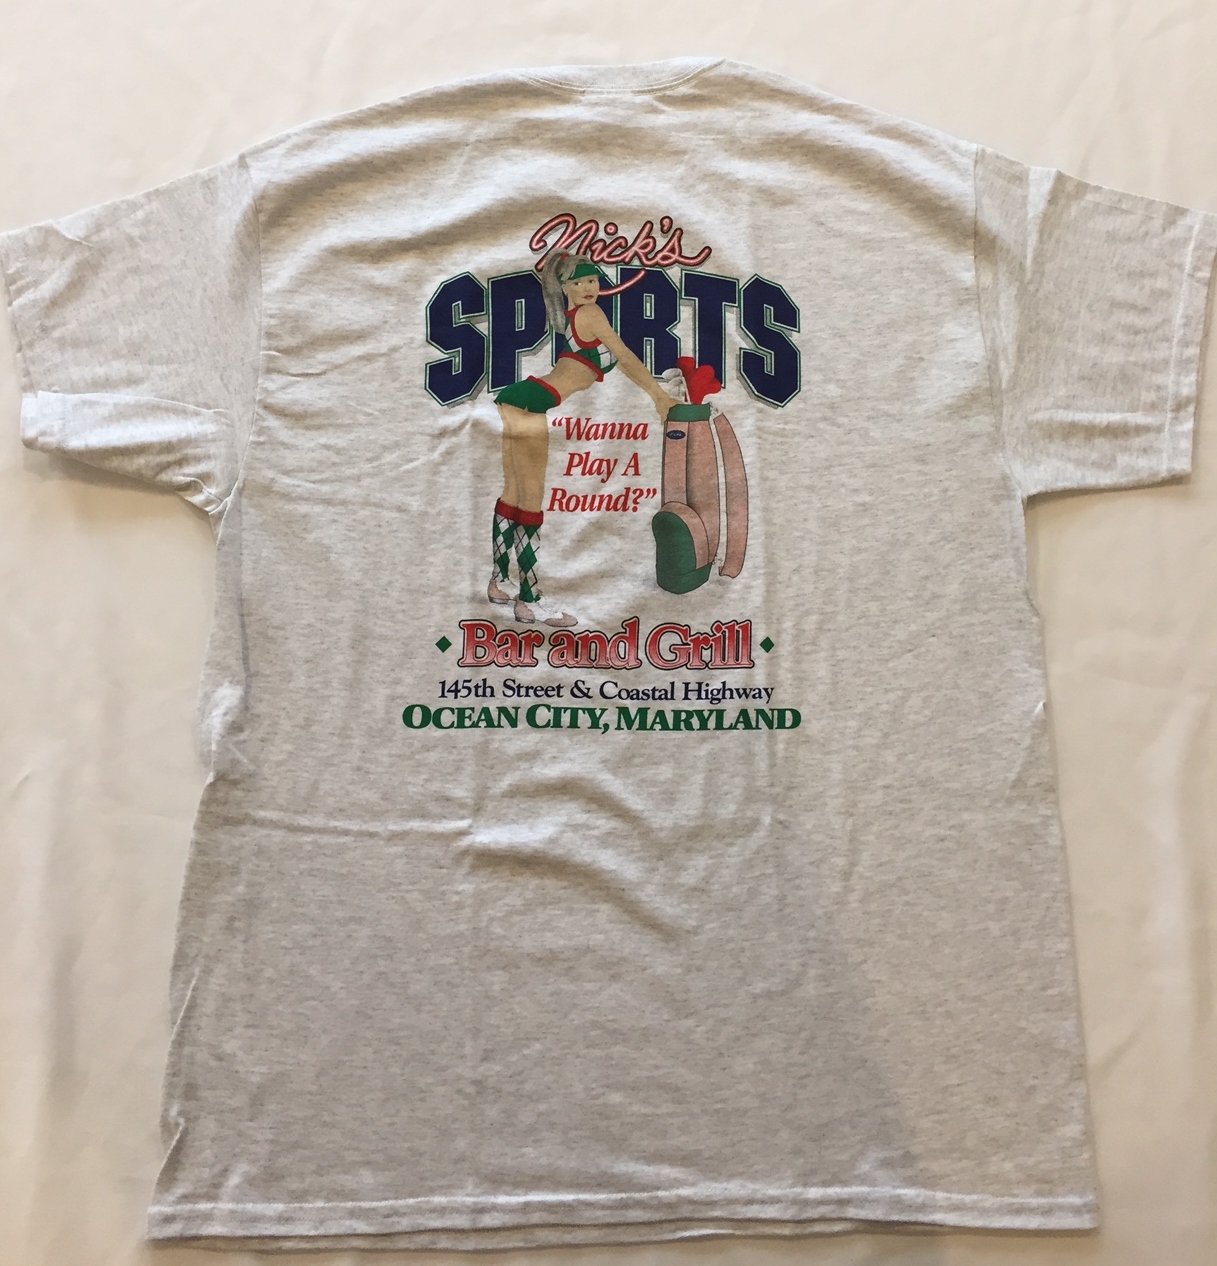 Nick's
SPORTS
“Wanna
Play A
Round?”
Bar and Grill
145th Street & Coastal Highway
OCEAN CITY, MARYLAND